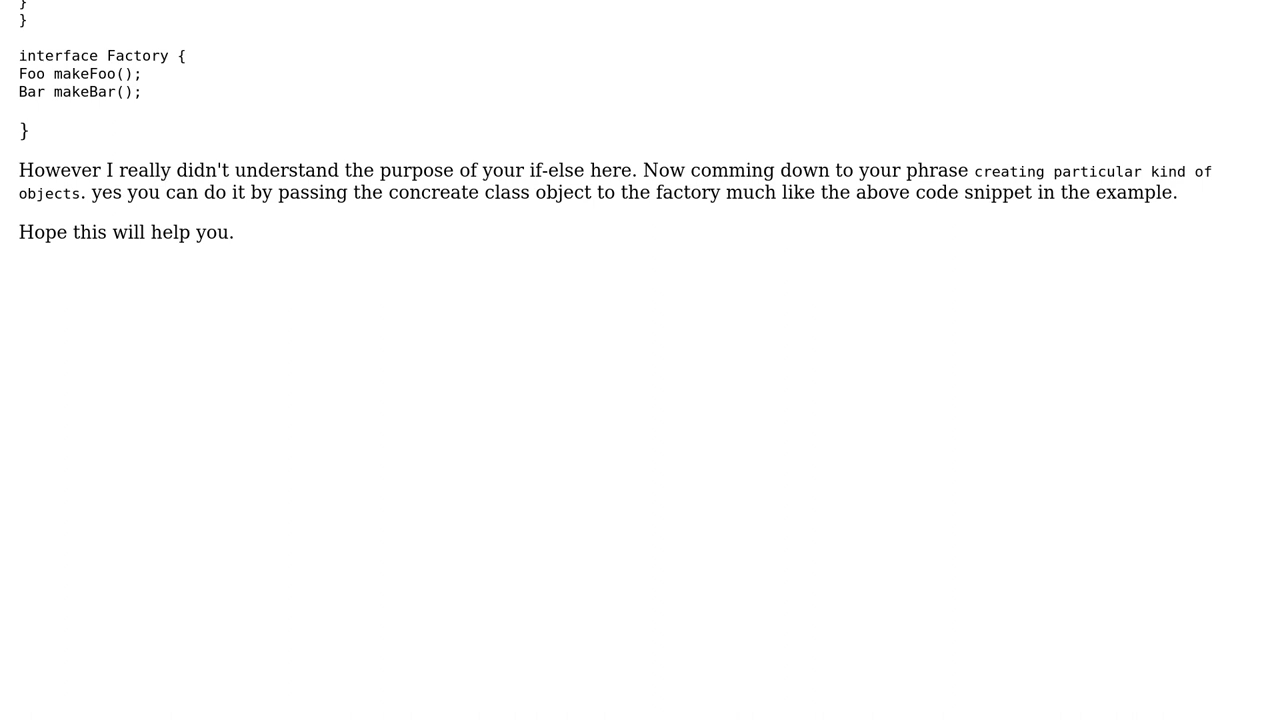 }
}
interface Factory {
Foo makeFoo();
Bar makeBar();
}
However I really didn't understand the purpose of your if-else here. Now comming down to your phrase creating particular kind of
objects. yes you can do it by passing the concreate class object to the factory much like the above code snippet in the example.
Hope this will help you.